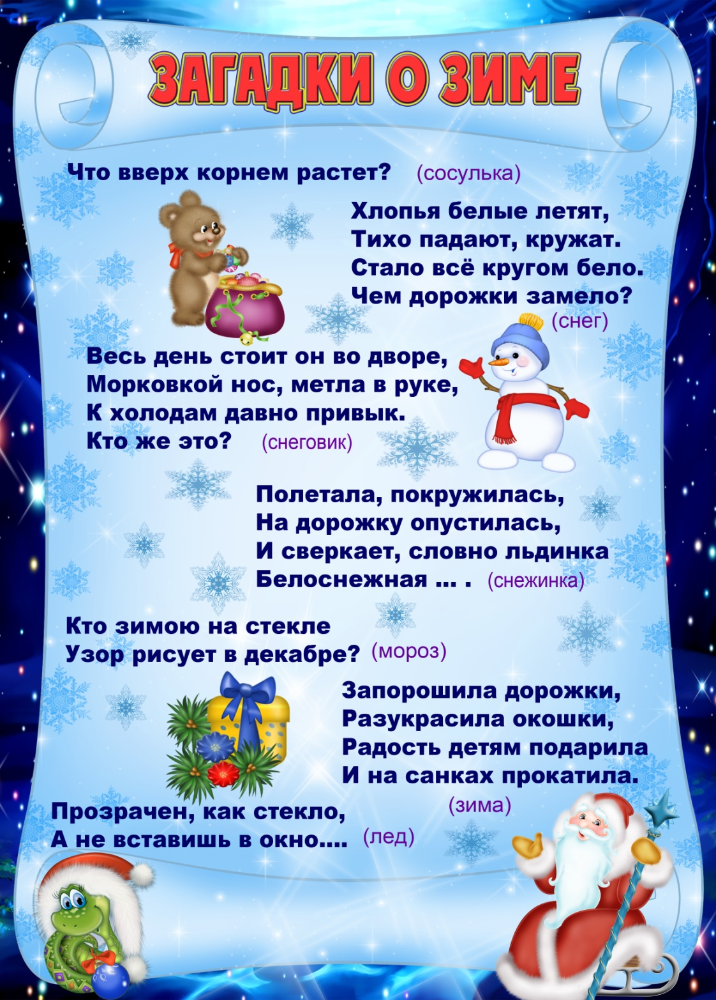 ЗАГАДКИ О ЗИМЕ
Что вверх корнем растет? (сосулька)
Хлопья белые летят,
Тихо падают, кружат.
Стало всё кругом бело.
Чем дорожки замело?
(снег)
Весь день стоит он во дворе,
Морковкой нос, метла в руке,
К холодам давно привык.
Кто же это? (снеговик)
Полетала, покружилась,
На дорожку опустилась,
И сверкает, словно льдинка
Белоснежная ... . (снежинка)
Кто зимою на стекле
Узор рисует в декабре? (мороз)
Запорошила дорожки,
Разукрасила окошки,
Радость детям подарила
И на санках прокатила.
(зима)
Прозрачен, как стекло,
А не вставишь в окно.... (лед)